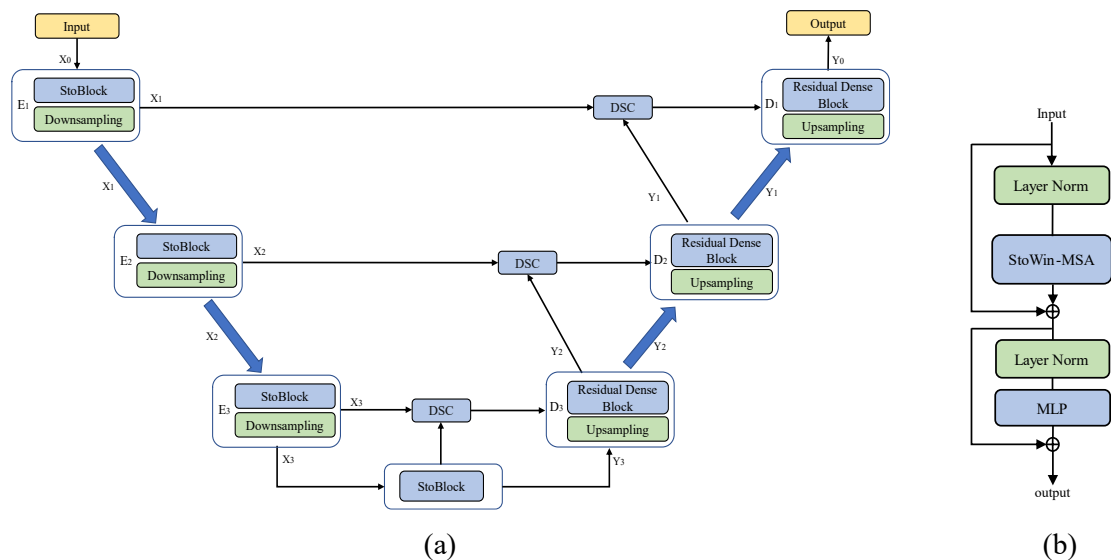 Input
Output
X0
Y0
E1
StoBlock
Downsampling
X1
DSC
D1
Residual Dense
Block
Upsampling
X1
Y1
Y1
E2
StoBlock
Downsampling
X2
DSC
D2
Residual Dense
Block
Upsampling
X2
Y2
Y2
E3
StoBlock
Downsampling
X3
DSC
D3
Residual Dense
Block
Upsampling
X3
StoBlock
Y3
(a)
Input
Layer Norm
StoWin-MSA
Layer Norm
MLP
output
(b)